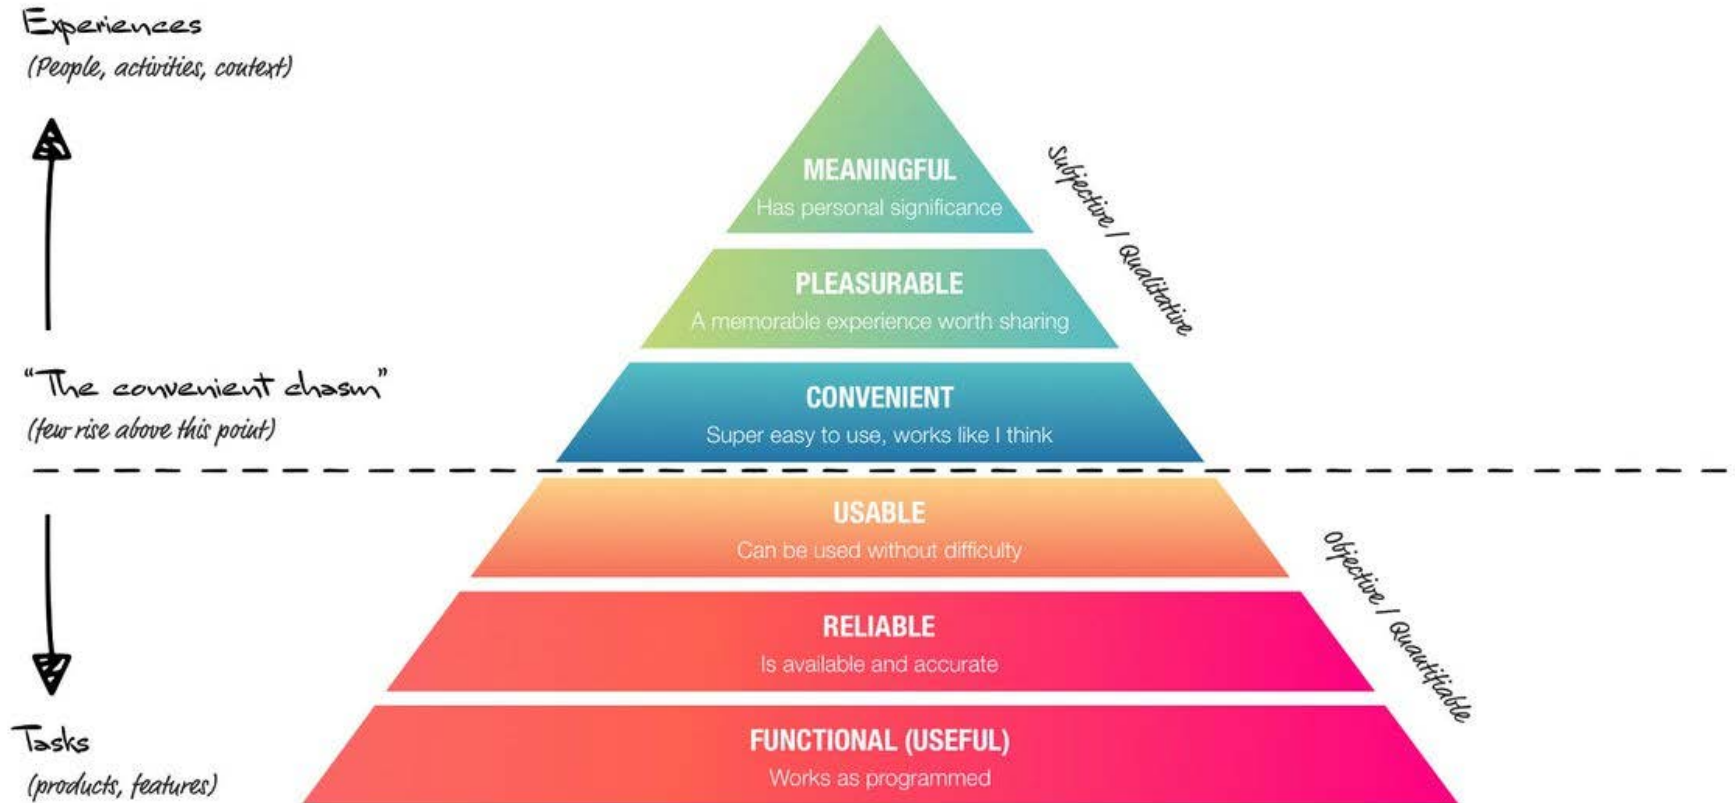 Experiences
(People, activities, context)
MEANINGFUL
Has personal significance
Subjective / Qualitative
PLEASURABLE
A memorable experience worth sharing
"The convenient chasm"
(few rise above this point)
CONVENIENT
Super easy to use, works like I think
USABLE
Can be used without difficulty
Objective / Quantifiable
RELIABLE
Is available and accurate
Tasks
(products, features)
FUNCTIONAL (USEFUL)
Works as programmed